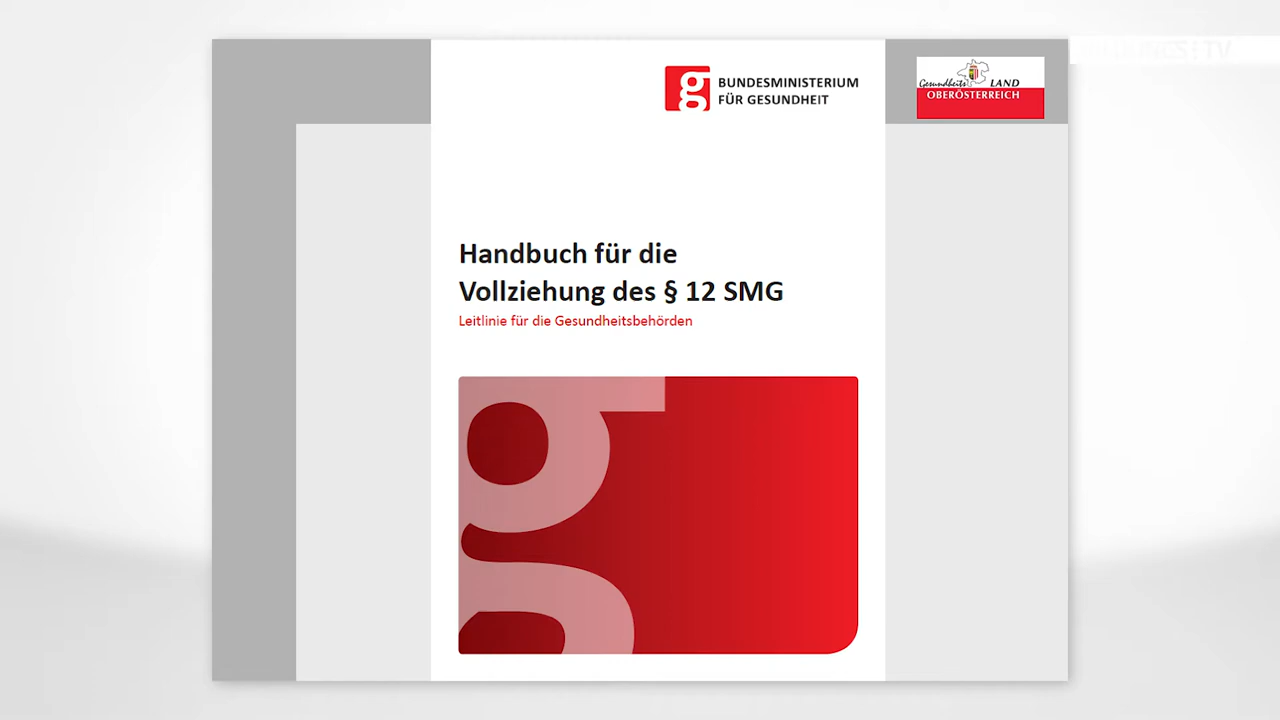 BUNDESMINISTERIUM
FÜR GESUNDHEIT
Gesundheits LAND
OBERÖSTERREICH
Handbuch für die
Vollziehung des § 12 SMG
Leitlinie für die Gesundheitsbehörden